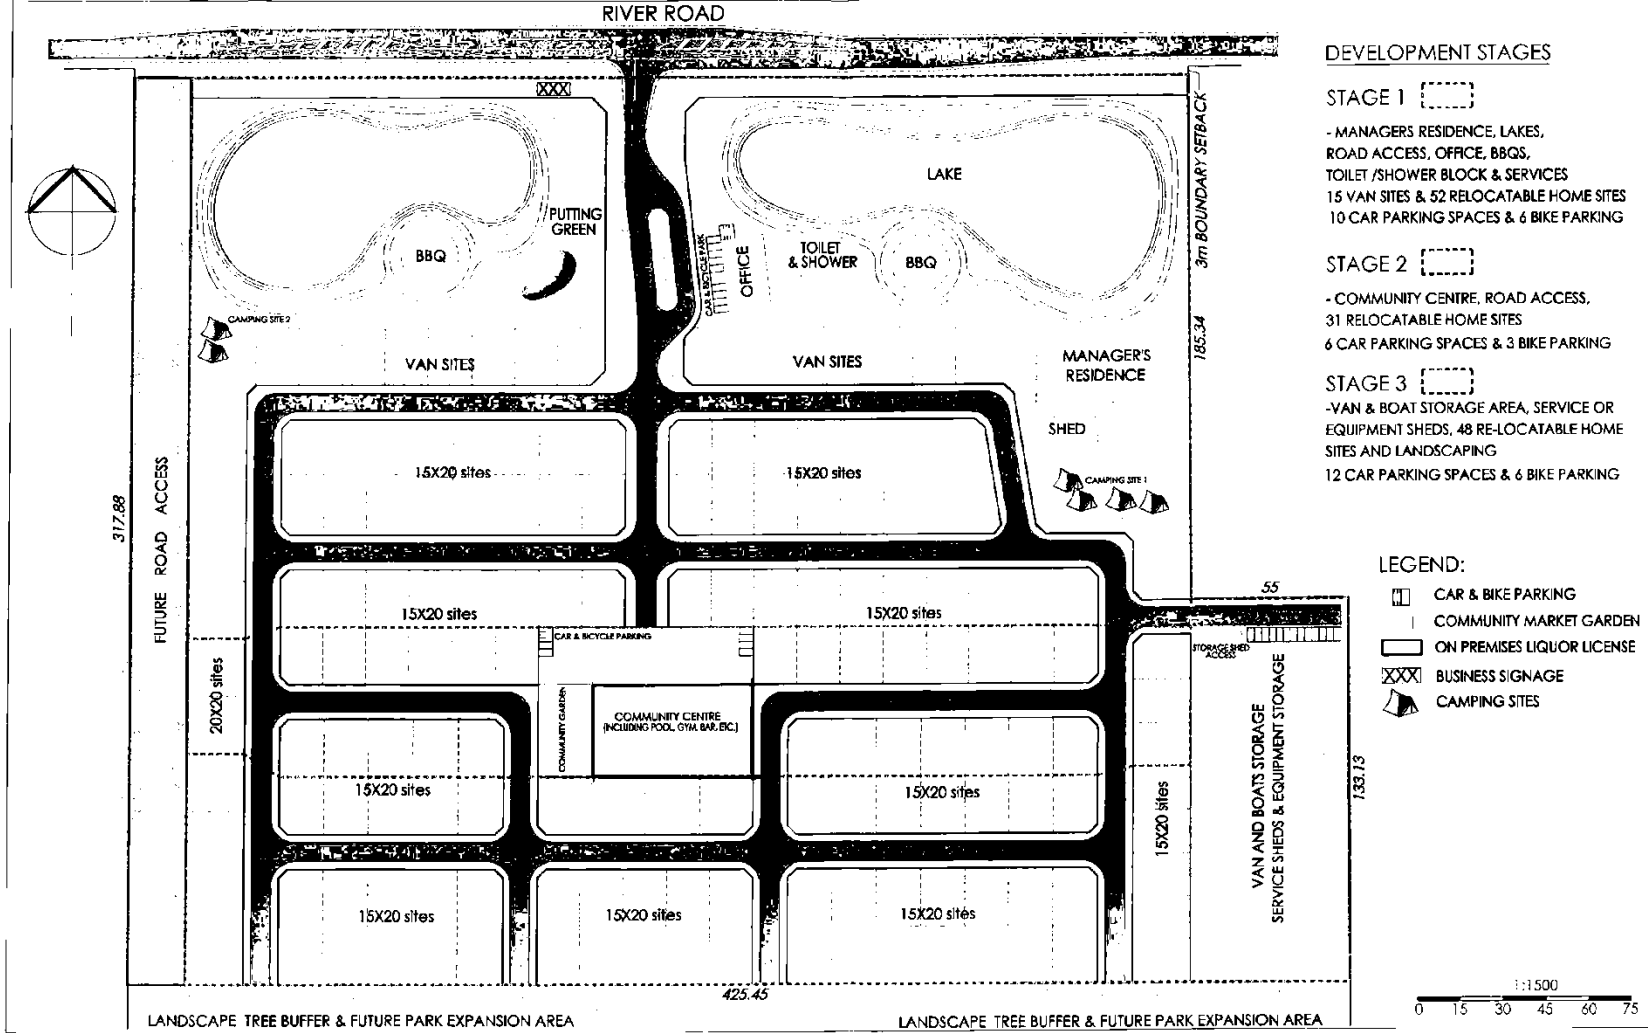 RIVER ROAD
XXX
LAKE
PUTTING
GREEN
BBQ
CAR & BICYCLE PARK
OFFICE
TOILET
& SHOWER
BBQ
3m BOUNDARY SETBACK
185.34
CAMPING SITE 2
VAN SITES
VAN SITES
MANAGER'S
RESIDENCE
SHED
CAMPING SITE 1
317.88
FUTURE ROAD ACCESS
15X20 sites
15X20 sites
15X20 sites
15X20 sites
55
CAR & BICYCLE PARKING
STORAGE SHED
ACCESS
20X20 sites
COMMUNITY GARDEN
COMMUNITY CENTRE
(INCLUDING POOL, GYM, BAR, ETC.)
15X20 sites
15X20 sites
15X20 sites
VAN AND BOATS STORAGE
SERVICE SHEDS & EQUIPMENT STORAGE
133.13
15X20 sites
15X20 sites
15X20 sites
425.45
LANDSCAPE TREE BUFFER & FUTURE PARK EXPANSION AREA
LANDSCAPE TREE BUFFER & FUTURE PARK EXPANSION AREA
DEVELOPMENT STAGES
STAGE 1
- MANAGERS RESIDENCE, LAKES,
ROAD ACCESS, OFFICE, BBQS,
TOILET /SHOWER BLOCK & SERVICES
15 VAN SITES & 52 RELOCATABLE HOME SITES
10 CAR PARKING SPACES & 6 BIKE PARKING
STAGE 2
- COMMUNITY CENTRE, ROAD ACCESS,
31 RELOCATABLE HOME SITES
6 CAR PARKING SPACES & 3 BIKE PARKING
STAGE 3
-VAN & BOAT STORAGE AREA, SERVICE OR
EQUIPMENT SHEDS, 48 RE-LOCATABLE HOME
SITES AND LANDSCAPING
12 CAR PARKING SPACES & 6 BIKE PARKING
LEGEND:
CAR & BIKE PARKING
COMMUNITY MARKET GARDEN
ON PREMISES LIQUOR LICENSE
XXX BUSINESS SIGNAGE
CAMPING SITES
1:1500
0 15 30 45 60 75